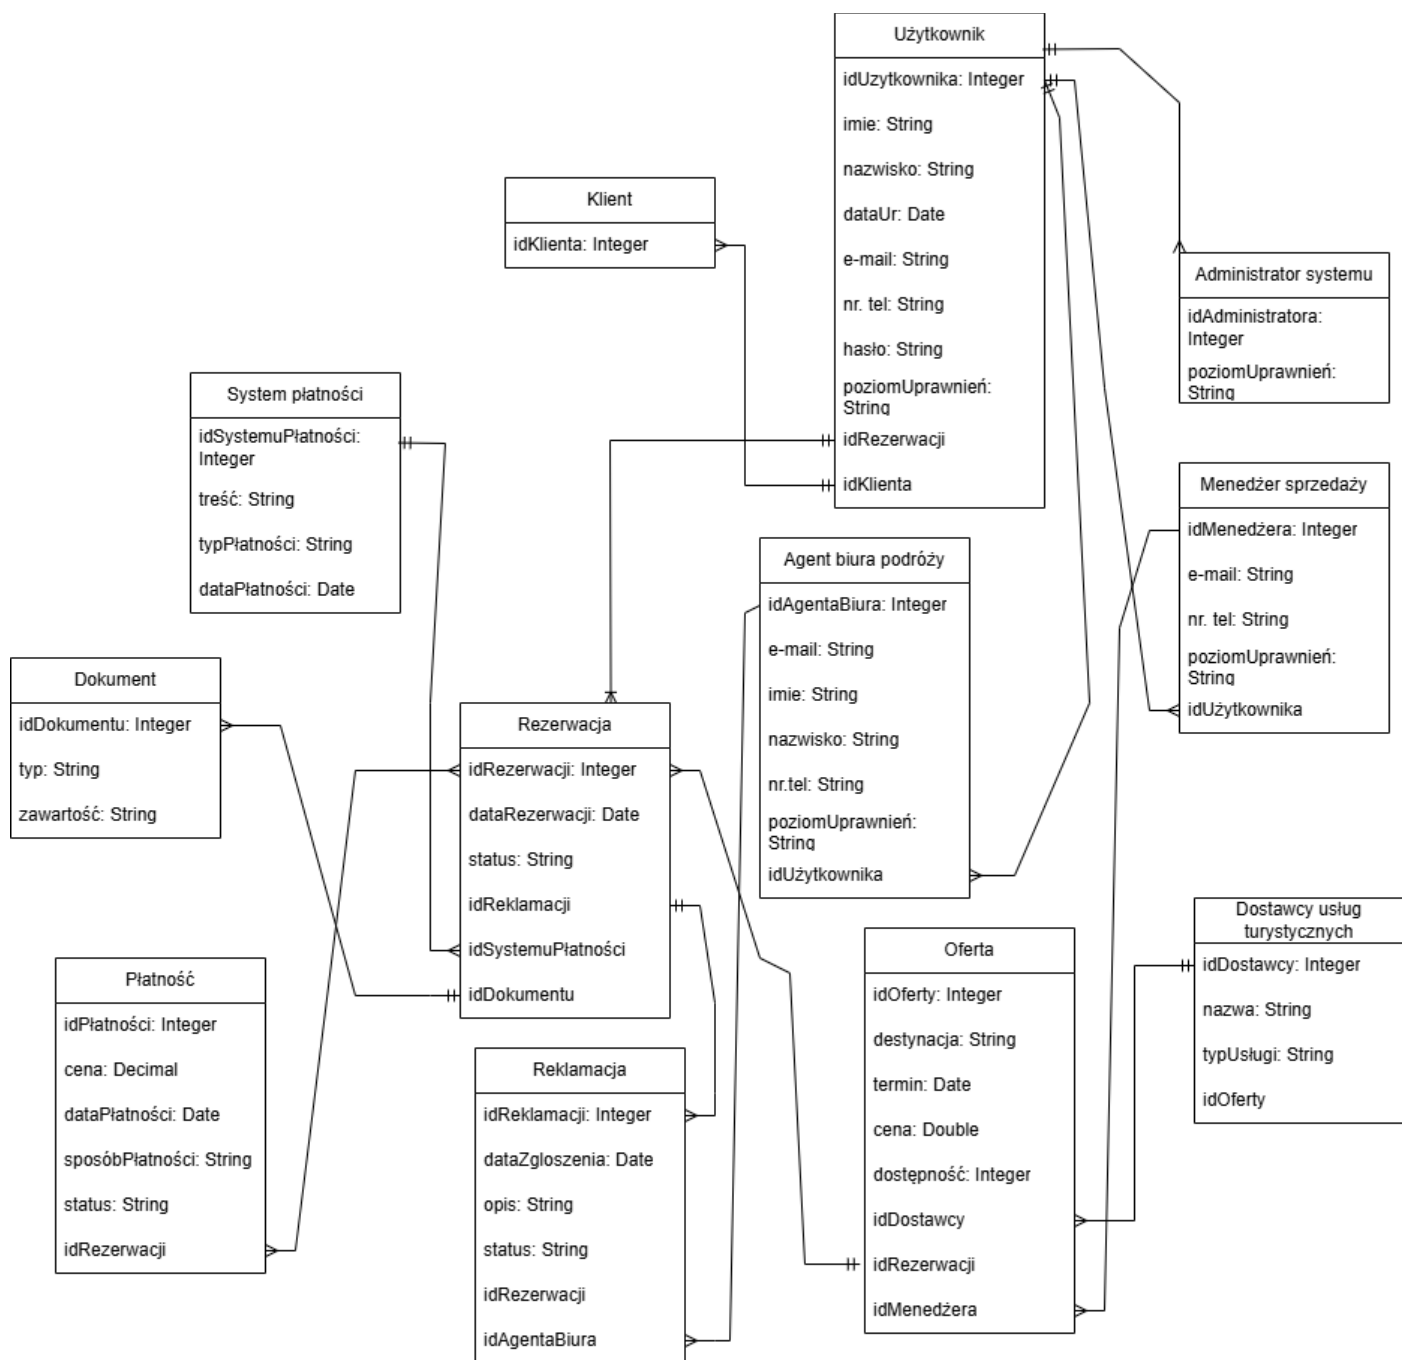 Użytkownik
idUzytkownika: Integer
imie: String
nazwisko: String
dataUr: Date
e-mail: String
nr. tel: String
hasło: String
poziomUprawnień:
String
idRezerwacji
idKlienta
Klient
idKlienta: Integer
Administrator systemu
idAdministratora:
Integer
poziomUprawnień:
String
System płatności
idSystemuPłatności:
Integer
treść: String
typPłatności: String
dataPłatności: Date
Menedżer sprzedaży
idMenedżera: Integer
e-mail: String
nr. tel: String
poziomUprawnień:
String
idUżytkownika
Agent biura podróży
idAgentaBiura: Integer
e-mail: String
imie: String
nazwisko: String
nr.tel: String
poziomUprawnień:
String
idUżytkownika
Dokument
idDokumentu: Integer
typ: String
zawartość: String
Rezerwacja
idRezerwacji: Integer
dataRezerwacji: Date
status: String
idReklamacji
idSystemuPłatności
idDokumentu
Płatność
idPłatności: Integer
cena: Decimal
dataPłatności: Date
sposóbPłatności: String
status: String
idRezerwacji
Reklamacja
idReklamacji: Integer
dataZgloszenia: Date
opis: String
status: String
idRezerwacji
idAgentaBiura
Oferta
idOferty: Integer
destynacja: String
termin: Date
cena: Double
dostępność: Integer
idDostawcy
idRezerwacji
idMenedżera
Dostawcy usług
turystycznych
idDostawcy: Integer
nazwa: String
typUsługi: String
idOferty